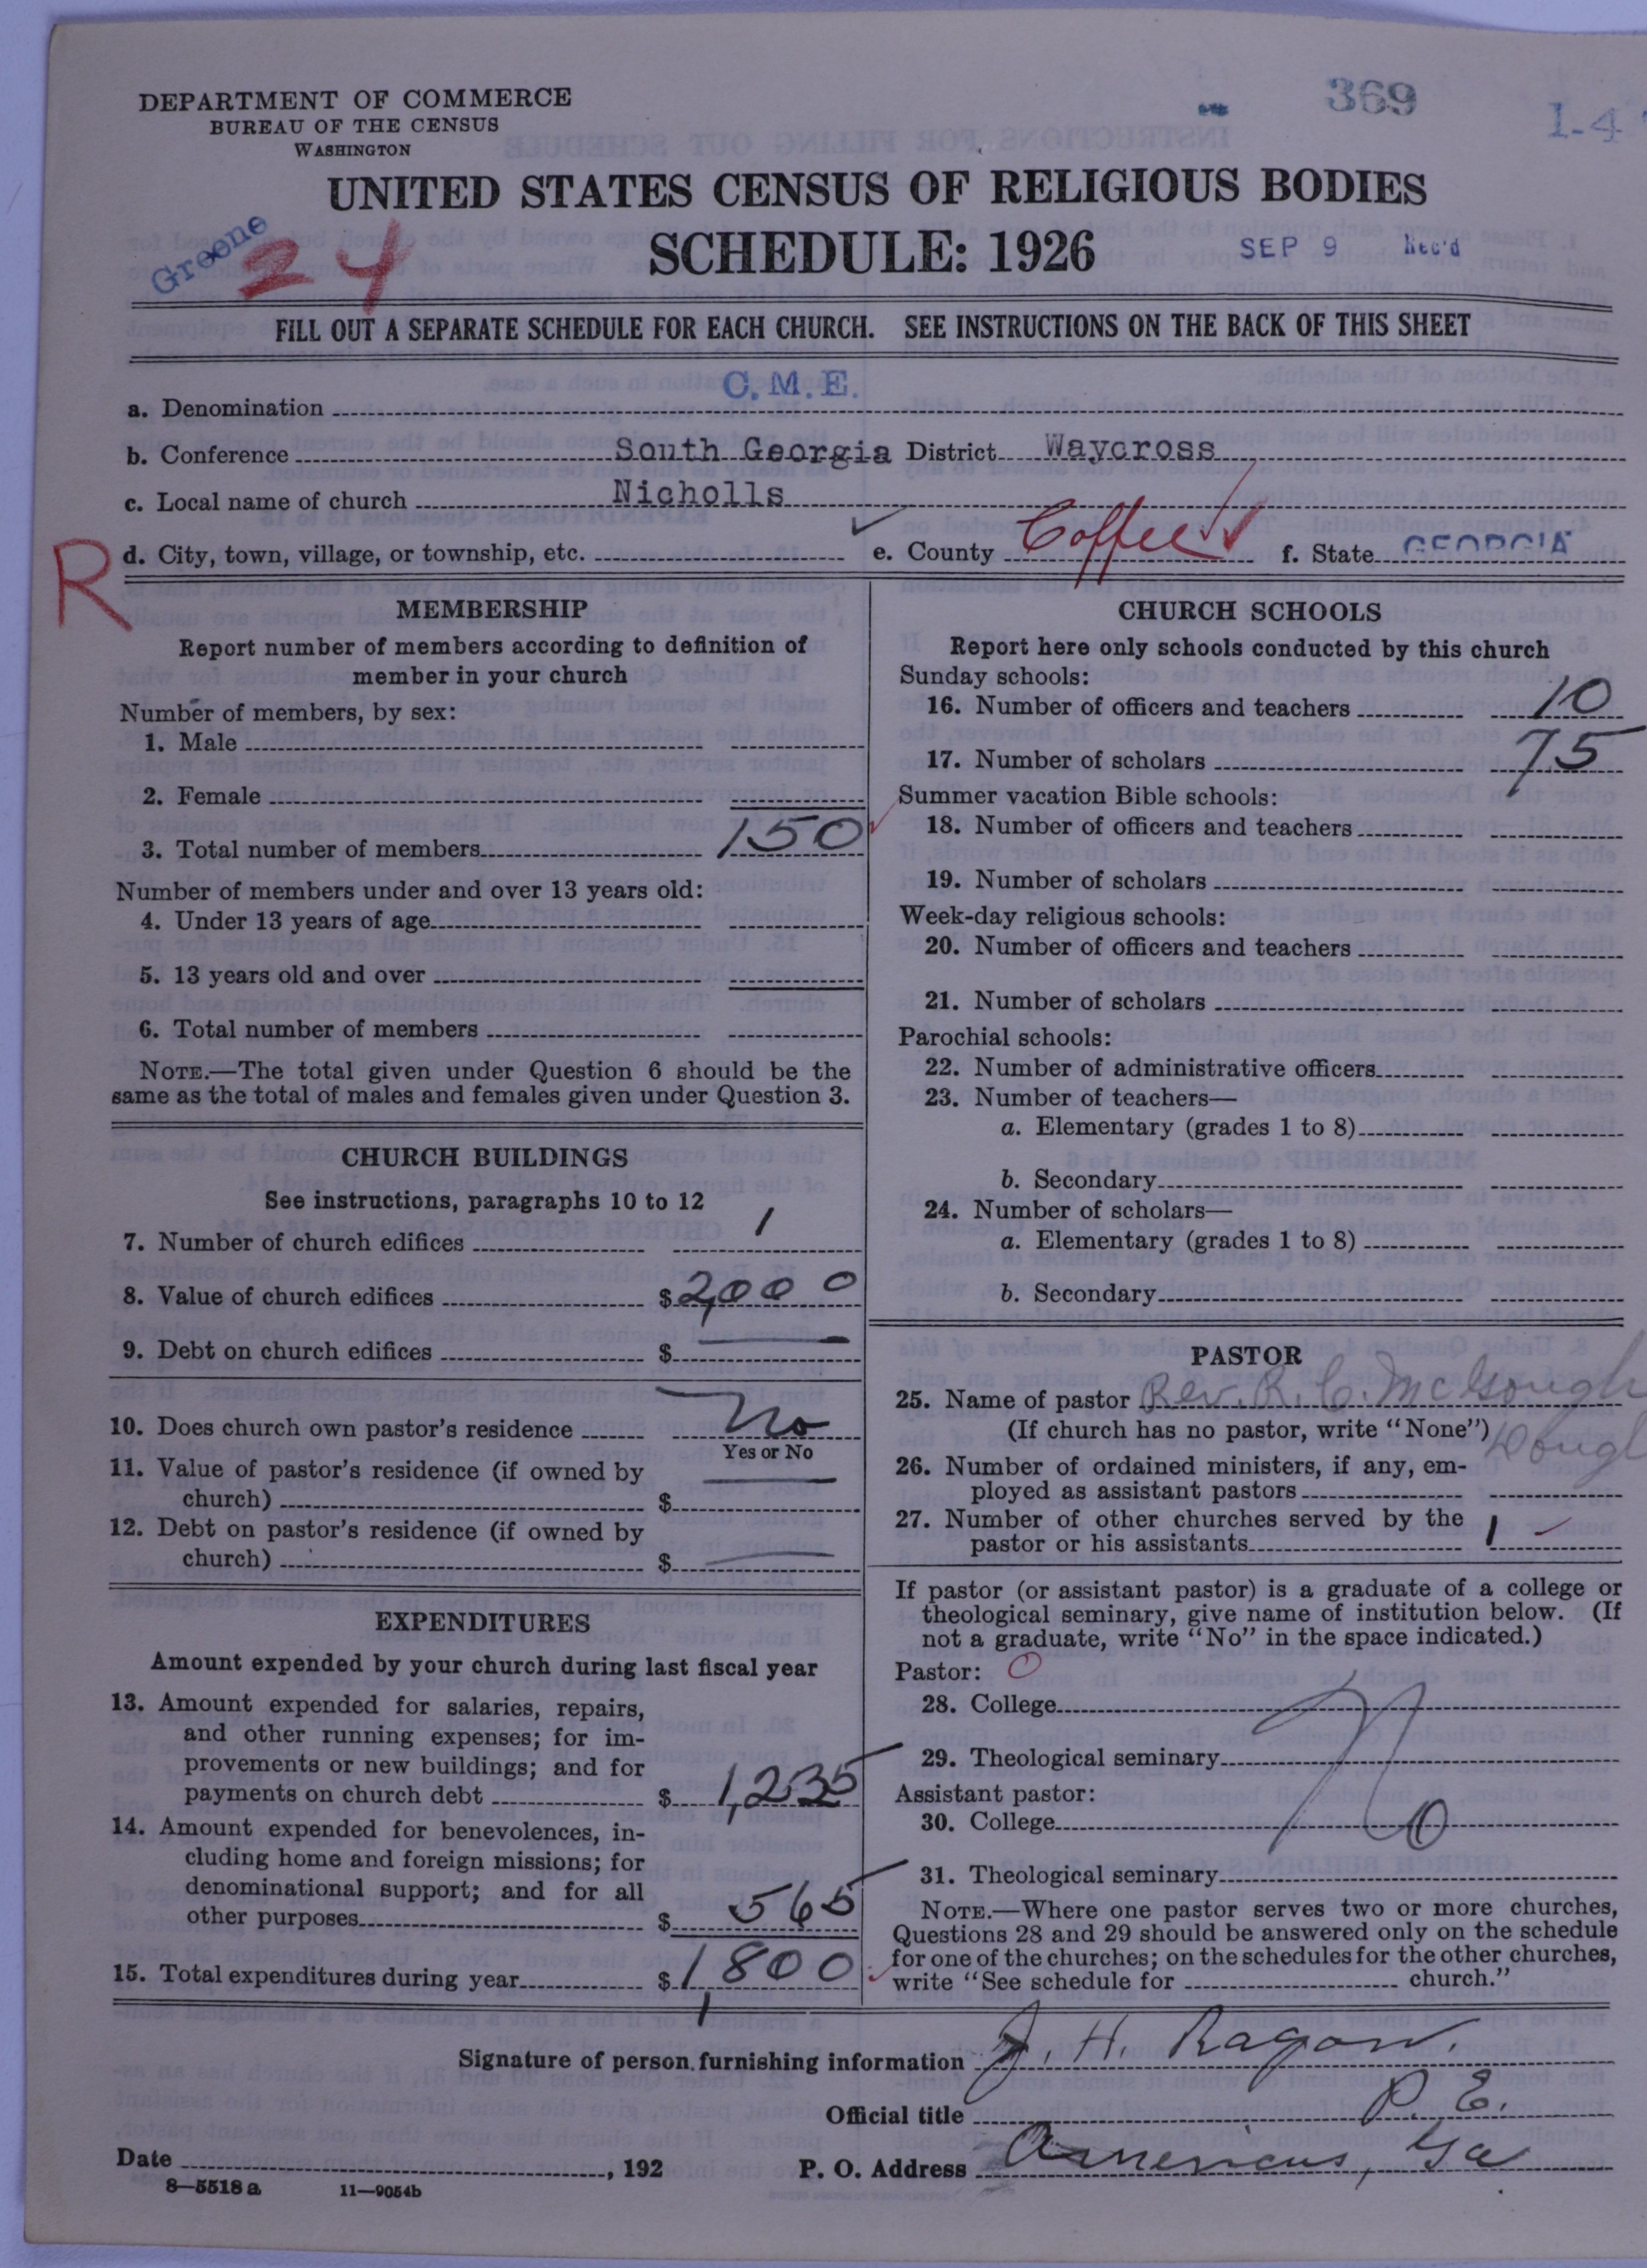 DEPARTMENT OF COMMERCE
BUREAU OF THE CENSUS
WASHINGTON
369
1-4
UNITED STATES CENSUS OF RELIGIOUS BODIES
SCHEDULE: 1926
Greene
24
SEP 9 Rec'd
FILL OUT A SEPARATE SCHEDULE FOR EACH CHURCH. SEE INSTRUCTIONS ON THE BACK OF THIS SHEET
a. Denomination C.M.E.
b. Conference South Georgia District Waycross
c. Local name of church Nicholls
R
d. City, town, village, or township, etc. e. County Coffee f. State GEORGIA
MEMBERSHIP
Report number of members according to definition of
member in your church
Number of members, by sex:
1. Male
2. Female
3. Total number of members 150
Number of members under and over 13 years old:
4. Under 13 years of age
5. 13 years old and over
6. Total number of members
NOTE.—The total given under Question 6 should be the
same as the total of males and females given under Question 3.
CHURCH BUILDINGS
See instructions, paragraphs 10 to 12
7. Number of church edifices 1
8. Value of church edifices $2,000
9. Debt on church edifices $ —
10. Does church own pastor's residence No
Yes or No
11. Value of pastor's residence (if owned by
church) $ —
12. Debt on pastor's residence (if owned by
church) $ —
EXPENDITURES
Amount expended by your church during last fiscal year
13. Amount expended for salaries, repairs,
and other running expenses; for im-
provements or new buildings; and for
payments on church debt $ 1,235
14. Amount expended for benevolences, in-
cluding home and foreign missions; for
denominational support; and for all
other purposes $ 565
15. Total expenditures during year $ 1,800
CHURCH SCHOOLS
Report here only schools conducted by this church
Sunday schools:
16. Number of officers and teachers 10
17. Number of scholars 75
Summer vacation Bible schools:
18. Number of officers and teachers
19. Number of scholars
Week-day religious schools:
20. Number of officers and teachers
21. Number of scholars
Parochial schools:
22. Number of administrative officers
23. Number of teachers—
a. Elementary (grades 1 to 8)
b. Secondary
24. Number of scholars—
a. Elementary (grades 1 to 8)
b. Secondary
PASTOR
25. Name of pastor Rev. R. C. McGough
(If church has no pastor, write "None")
26. Number of ordained ministers, if any, em-
ployed as assistant pastors
27. Number of other churches served by the
pastor or his assistants 1
If pastor (or assistant pastor) is a graduate of a college or
theological seminary, give name of institution below. (If
not a graduate, write "No" in the space indicated.)
Pastor: O
28. College
29. Theological seminary
No
Assistant pastor:
30. College
31. Theological seminary
NOTE.—Where one pastor serves two or more churches,
Questions 28 and 29 should be answered only on the schedule
for one of the churches; on the schedules for the other churches,
write "See schedule for church."
Signature of person furnishing information J. H. Ragow.
Official title P. E.
Date , 192 P. O. Address Americus, Ga
8—5518a 11—9054b